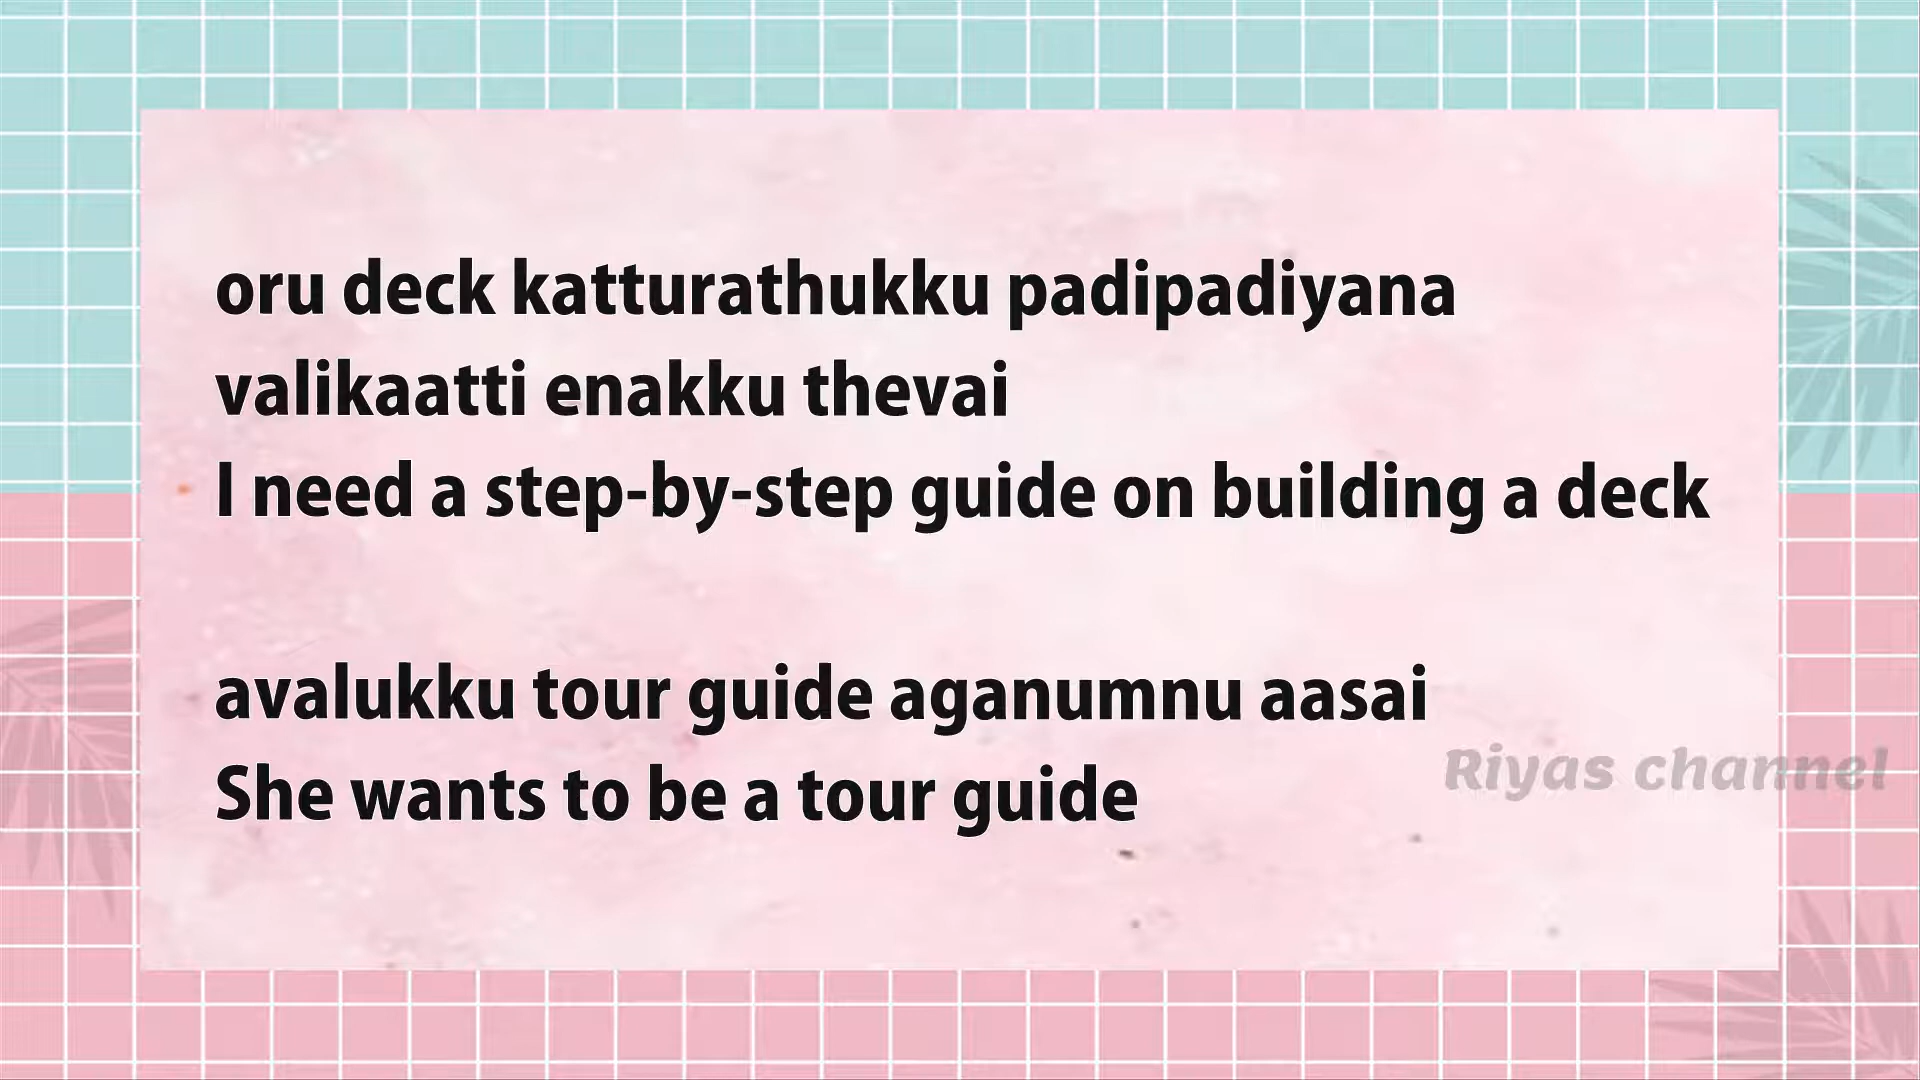 oru deck katturathukku padipadiyana
valikaatti enakku thevai
I need a step-by-step guide on building a deck
avalukku tour guide aganumnu aasai
She wants to be a tour guide
Riyas channel